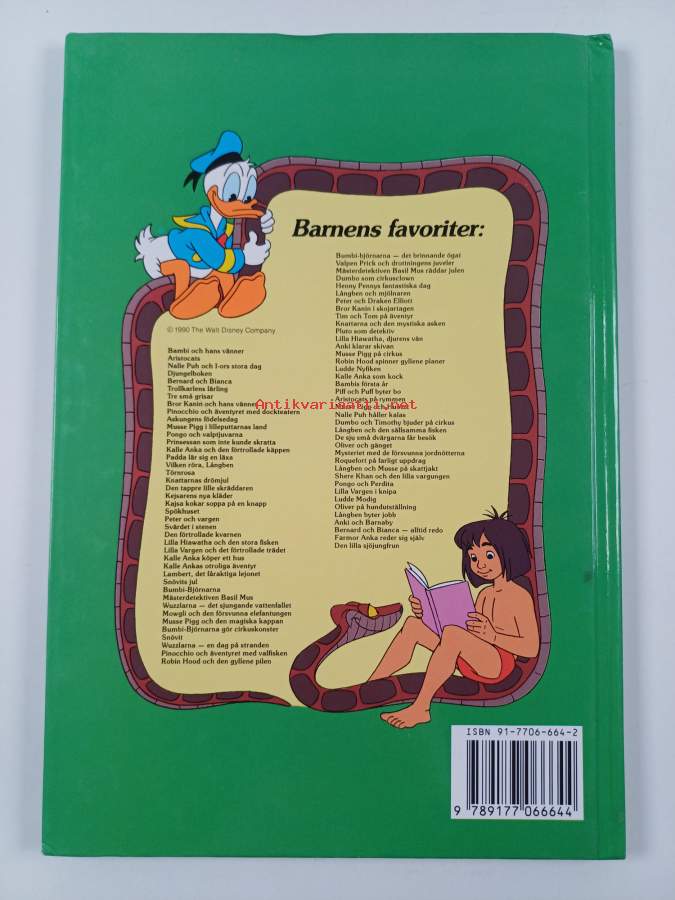 Barnens favoriter:
© 1990 The Walt Disney Company
Bambi och hans vänner
Aristocats
Nalle Puh och I-ors stora dag
Djungelboken
Bernard och Bianca
Trollkarlens lärling
Tre små grisar
Bror Kanin och hans vänner
Pinocchio och äventyret med dockteatern
Askungens födelsedag
Musse Pigg i lilleputtarnas land
Pongo och valptjuvarna
Prinsessan som inte kunde skratta
Kalle Anka och den förtrollade käppen
Padda lär sig en läxa
Vilken röra, Långben
Törnrosa
Knattarnas drömjul
Den tappre lille skräddaren
Kejsarens nya kläder
Kajsa kokar soppa på en knapp
Spökhuset
Peter och vargen
Svärdet i stenen
Den förtrollade kvarnen
Lilla Hiawatha och den stora fisken
Lilla Vargen och det förtrollade trädet
Kalle Anka köper ett hus
Kalle Ankas otroliga äventyr
Lambert, det fåraktiga lejonet
Snövits jul
Bumbi-Björnarna
Mästerdetektiven Basil Mus
Wuzzlarna — det sjungande vattenfallet
Mowgli och den försvunna elefantungen
Musse Pigg och den magiska kappan
Bumbi-Björnarna gör cirkuskonster
Snövit
Wuzzlarna — en dag på stranden
Pinocchio och äventyret med valfisken
Robin Hood och den gyllene pilen
Bumbi-björnarna — det brinnande ögat
Valpen Prick och drottningens juveler
Mästerdetektiven Basil Mus räddar julen
Dumbo som cirkusclown
Henny Pennys fantastiska dag
Långben och mjölnaren
Peter och Draken Elliott
Bror Kanin i skojartagen
Tim och Tom på äventyr
Knattarna och den mystiska asken
Pluto som detektiv
Lilla Hiawatha, djurens vän
Anki klarar skivan
Musse Pigg på cirkus
Robin Hood spinner gyllene planer
Ludde Nyfiken
Kalle Anka som kock
Bambis första år
Piff och Puff byter bo
Aristocats på rymmen
Nalle Puh håller kalas
Dumbo och Timothy bjuder på cirkus
Långben och den sällsamma fisken
De sju små dvärgarna får besök
Oliver och gänget
Mysteriet med de försvunna jordnötterna
Roquefort på farligt uppdrag
Långben och Musse på skattjakt
Shere Khan och den lilla vargungen
Pongo och Perdita
Lilla Vargen i knipa
Ludde Modig
Oliver på hundutställning
Långben byter jobb
Anki och Barnaby
Bernard och Bianca — alltid redo
Farmor Anka reder sig själv
Den lilla sjöjungfrun
Antikvariaatti.net
ISBN 91-7706-664-2
9 789177 066644